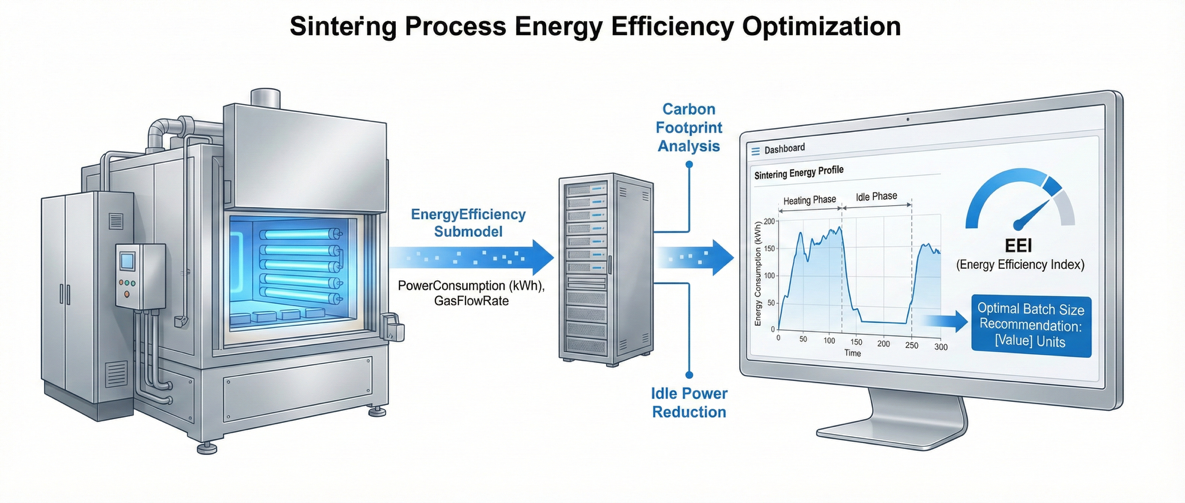 Sintering Process Energy Efficiency Optimization
EnergyEfficiency
Submodel
PowerConsumption (kWh),
GasFlowRate
Carbon
Footprint
Analysis
Idle Power
Reduction
Dashboard
Sintering Energy Profile
Heating Phase
Idle Phase
Energy Consumption (kWh)
200
150
100
50
0
0
50
100
150
200
250
300
Time
EEI
(Energy Efficiency Index)
Optimal Batch Size
Recommendation:
[Value] Units